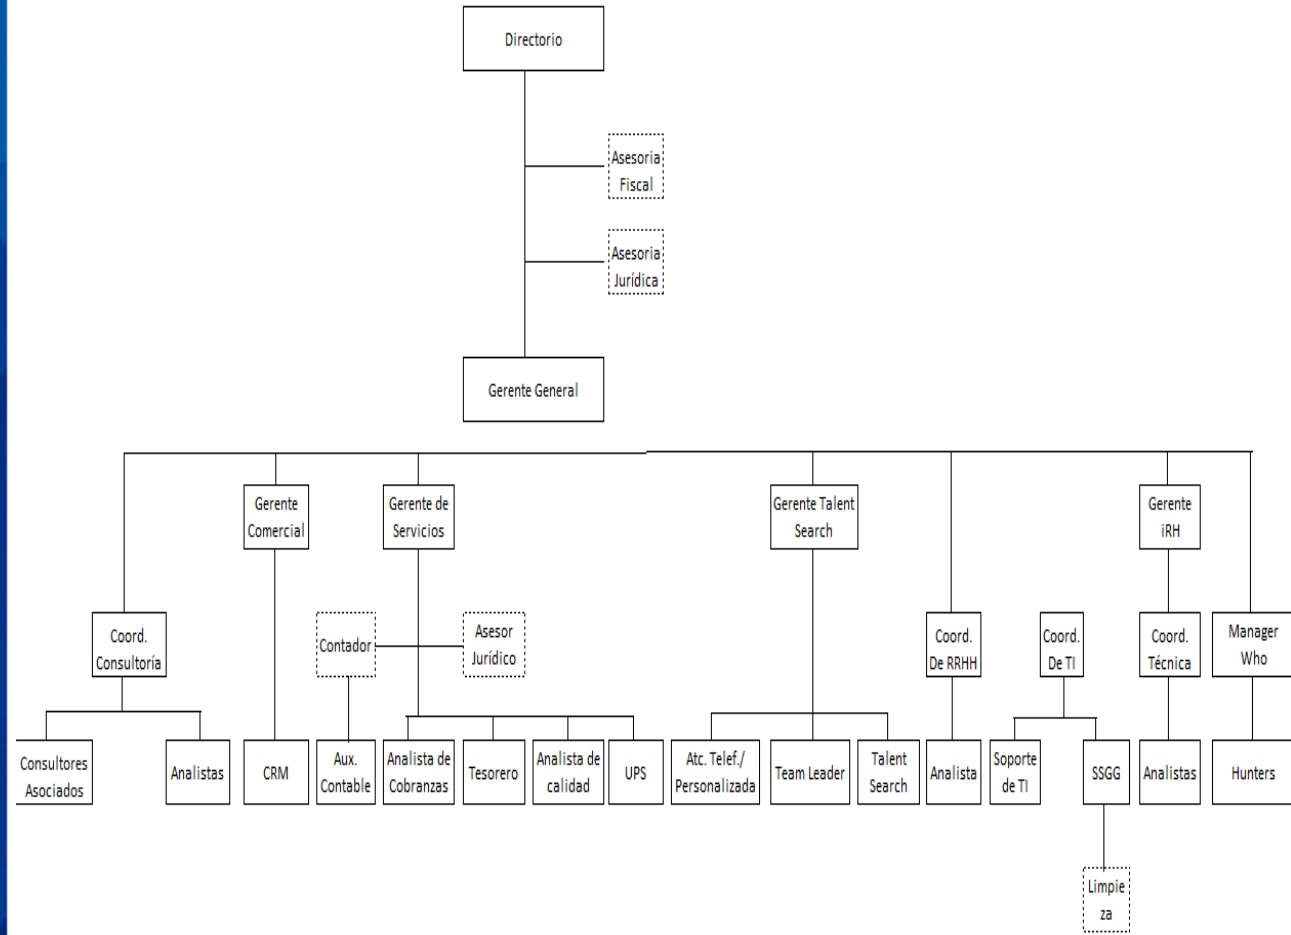 Directorio
Asesoria
Fiscal
Asesoria
Jurídica
Gerente General
Gerente
Comercial
Gerente de
Servicios
Gerente Talent
Search
Gerente
iRH
Coord.
Consultoría
Contador
Asesor
Jurídico
Coord.
De RRHH
Coord.
De TI
Coord.
Técnica
Manager
Who
Consultores
Asociados
Analistas
CRM
Aux.
Contable
Analista de
Cobranzas
Tesorero
Analista de
calidad
UPS
Atc. Telef./
Personalizada
Team Leader
Talent
Search
Analista
Soporte
de TI
SSGG
Analistas
Hunters
Limpie
za